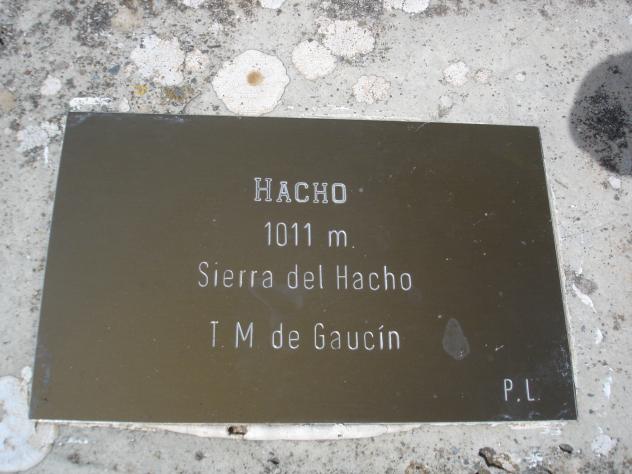 HACHO
1011 m.
Sierra del Hacho
T. M. de Gaucín
P. L.